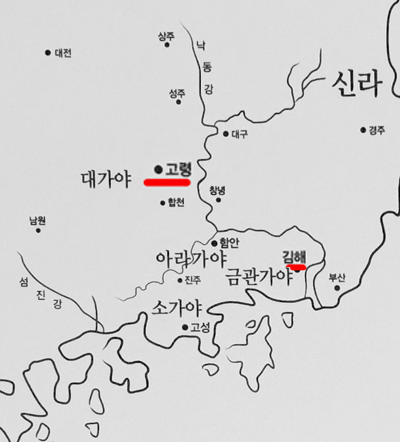 상주
낙
동
강
대전
성주
신라
대구
경주
고령
대가야
합천
창녕
남원
함안
아라가야
김해
섬
진
강
진주
금관가야
부산
소가야
고성